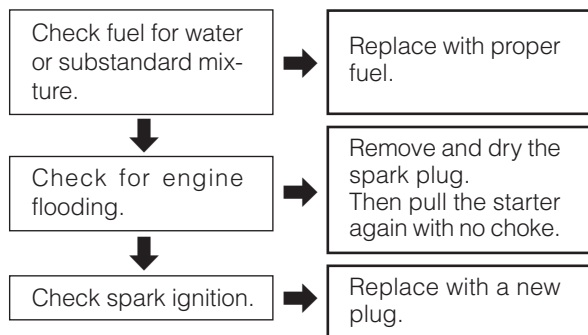 Check fuel for water
or substandard mix-
ture.
Replace with proper
fuel.
Check for engine
flooding.
Remove and dry the
spark plug.
Then pull the starter
again with no choke.
Check spark ignition.
Replace with a new
plug.